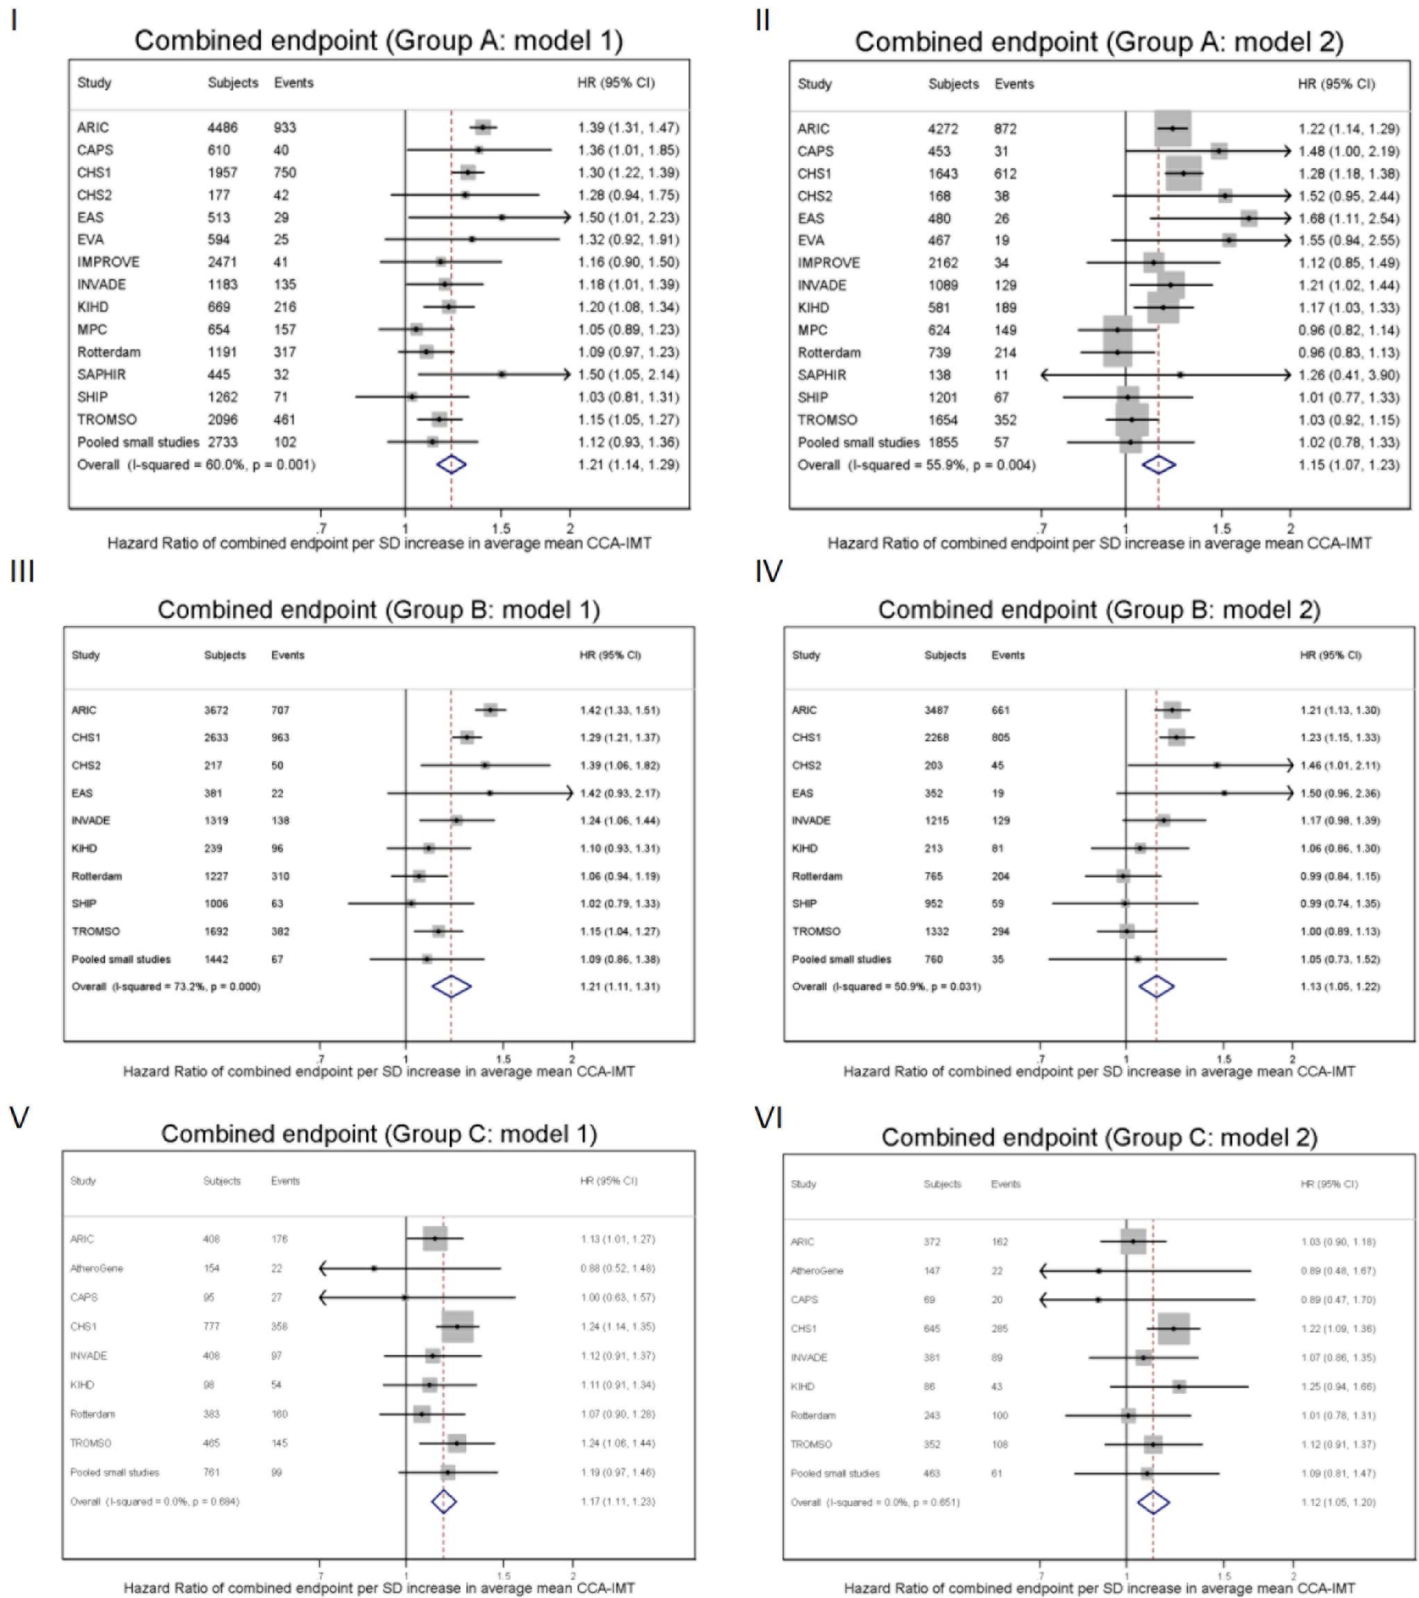 I
Combined endpoint (Group A: model 1)
Study Subjects Events HR (95% CI)
ARIC 4486 933 1.39 (1.31, 1.47)
CAPS 610 40 1.36 (1.01, 1.85)
CHS1 1957 750 1.30 (1.22, 1.39)
CHS2 177 42 1.28 (0.94, 1.75)
EAS 513 29 1.50 (1.01, 2.23)
EVA 594 25 1.32 (0.92, 1.91)
IMPROVE 2471 41 1.16 (0.90, 1.50)
INVADE 1183 135 1.18 (1.01, 1.39)
KIHD 669 216 1.20 (1.08, 1.34)
MPC 654 157 1.05 (0.89, 1.23)
Rotterdam 1191 317 1.09 (0.97, 1.23)
SAPHIR 445 32 1.50 (1.05, 2.14)
SHIP 1262 71 1.03 (0.81, 1.31)
TROMSO 2096 461 1.15 (1.05, 1.27)
Pooled small studies 2733 102 1.12 (0.93, 1.36)
Overall (I-squared = 60.0%, p = 0.001) 1.21 (1.14, 1.29)
.7 1 1.5 2
Hazard Ratio of combined endpoint per SD increase in average mean CCA-IMT
II
Combined endpoint (Group A: model 2)
Study Subjects Events HR (95% CI)
ARIC 4272 872 1.22 (1.14, 1.29)
CAPS 453 31 1.48 (1.00, 2.19)
CHS1 1643 612 1.28 (1.18, 1.38)
CHS2 168 38 1.52 (0.95, 2.44)
EAS 480 26 1.68 (1.11, 2.54)
EVA 467 19 1.55 (0.94, 2.55)
IMPROVE 2162 34 1.12 (0.85, 1.49)
INVADE 1089 129 1.21 (1.02, 1.44)
KIHD 581 189 1.17 (1.03, 1.33)
MPC 624 149 0.96 (0.82, 1.14)
Rotterdam 739 214 0.96 (0.83, 1.13)
SAPHIR 138 11 1.26 (0.41, 3.90)
SHIP 1201 67 1.01 (0.77, 1.33)
TROMSO 1654 352 1.03 (0.92, 1.15)
Pooled small studies 1855 57 1.02 (0.78, 1.33)
Overall (I-squared = 55.9%, p = 0.004) 1.15 (1.07, 1.23)
.7 1 1.5 2
Hazard Ratio of combined endpoint per SD increase in average mean CCA-IMT
III
Combined endpoint (Group B: model 1)
Study Subjects Events HR (95% CI)
ARIC 3672 707 1.42 (1.33, 1.51)
CHS1 2633 963 1.29 (1.21, 1.37)
CHS2 217 50 1.39 (1.06, 1.82)
EAS 381 22 1.42 (0.93, 2.17)
INVADE 1319 138 1.24 (1.06, 1.44)
KIHD 239 96 1.10 (0.93, 1.31)
Rotterdam 1227 310 1.06 (0.94, 1.19)
SHIP 1006 63 1.02 (0.79, 1.33)
TROMSO 1692 382 1.15 (1.04, 1.27)
Pooled small studies 1442 67 1.09 (0.86, 1.38)
Overall (I-squared = 73.2%, p = 0.000) 1.21 (1.11, 1.31)
.7 1 1.5 2
Hazard Ratio of combined endpoint per SD increase in average mean CCA-IMT
IV
Combined endpoint (Group B: model 2)
Study Subjects Events HR (95% CI)
ARIC 3487 661 1.21 (1.13, 1.30)
CHS1 2268 805 1.23 (1.15, 1.33)
CHS2 203 45 1.46 (1.01, 2.11)
EAS 352 19 1.50 (0.96, 2.36)
INVADE 1215 129 1.17 (0.98, 1.39)
KIHD 213 81 1.06 (0.86, 1.30)
Rotterdam 765 204 0.99 (0.84, 1.15)
SHIP 952 59 0.99 (0.74, 1.35)
TROMSO 1332 294 1.00 (0.89, 1.13)
Pooled small studies 760 35 1.05 (0.73, 1.52)
Overall (I-squared = 50.9%, p = 0.031) 1.13 (1.05, 1.22)
.7 1 1.5 2
Hazard Ratio of combined endpoint per SD increase in average mean CCA-IMT
V
Combined endpoint (Group C: model 1)
Study Subjects Events HR (95% CI)
ARIC 408 176 1.13 (1.01, 1.27)
AtheroGene 154 22 0.88 (0.52, 1.48)
CAPS 95 27 1.00 (0.63, 1.57)
CHS1 777 358 1.24 (1.14, 1.35)
INVADE 408 97 1.12 (0.91, 1.37)
KIHD 98 54 1.11 (0.91, 1.34)
Rotterdam 383 160 1.07 (0.90, 1.28)
TROMSO 465 145 1.24 (1.06, 1.44)
Pooled small studies 761 99 1.19 (0.97, 1.46)
Overall (I-squared = 0.0%, p = 0.684) 1.17 (1.11, 1.23)
.7 1 1.5 2
Hazard Ratio of combined endpoint per SD increase in average mean CCA-IMT
VI
Combined endpoint (Group C: model 2)
Study Subjects Events HR (95% CI)
ARIC 372 162 1.03 (0.90, 1.18)
AtheroGene 147 22 0.89 (0.48, 1.67)
CAPS 69 20 0.89 (0.47, 1.70)
CHS1 645 285 1.22 (1.09, 1.36)
INVADE 381 89 1.07 (0.86, 1.35)
KIHD 86 43 1.25 (0.94, 1.66)
Rotterdam 243 100 1.01 (0.78, 1.31)
TROMSO 352 108 1.12 (0.91, 1.37)
Pooled small studies 463 61 1.09 (0.81, 1.47)
Overall (I-squared = 0.0%, p = 0.651) 1.12 (1.05, 1.20)
.7 1 1.5 2
Hazard Ratio of combined endpoint per SD increase in average mean CCA-IMT